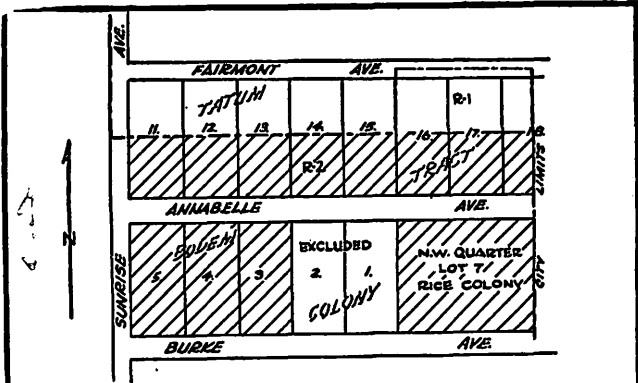 AVE.
FAIRMONT AVE.
TATUM R-1
11. 12. 13. 14. 15. 16. 17. 18.
R-2 TRACT
LIMITS
ANNABELLE AVE.
BODEN EXCLUDED N.W. QUARTER
5. 4. 3. 2. 1. LOT 7
COLONY RICE COLONY
SUNRISE
CITY
BURKE AVE.
N